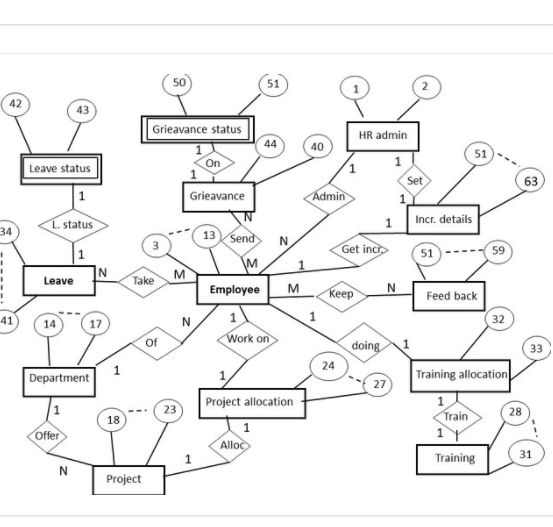 50
51
1
2
42
43
Grieavance status
44
HR admin
1
On
40
1
1
51
Leave status
1
Set
63
1
Grieavance
Admin
1
N
Incr. details
L. status
3
13
Send
N
1
34
Get incr.
51
59
1
M
1
Leave
N
Take
M
Employee
M
Keep
N
Feed back
41
14
17
N
1
1
32
Of
Work on
doing
1
33
1
24
Department
1
27
Training allocation
18
23
Project allocation
1
1
1
28
Offer
Alloc
Train
1
N
1
Training
31
Project